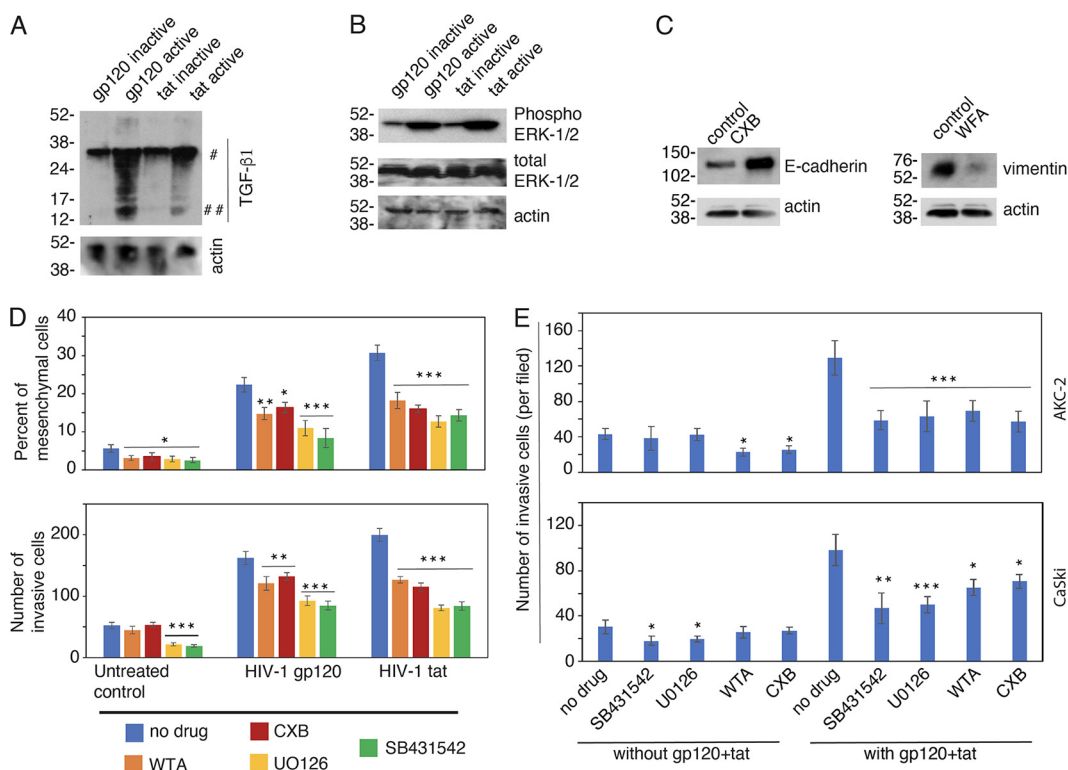 A
gp120 inactive
gp120 active
tat inactive
tat active
52-
38-
24-
17-
12-
#
##
TGF-β1
52-
38-
actin
B
gp120 inactive
gp120 active
tat inactive
tat active
52-
38-
Phospho
ERK-1/2
52-
38-
total
ERK-1/2
52-
38-
actin
C
control
CXB
150-
102-
E-cadherin
52-
38-
actin
control
WFA
76-
52-
vimentin
52-
38-
actin
D
Percent of
mesenchymal cells
40
30
20
10
0
*
**
*
***
***
Number of
invasive cells
200
100
0
***
**
***
***
Untreated
control
HIV-1 gp120
HIV-1 tat
no drug
CXB
SB431542
WTA
UO126
E
Number of invasive cells (per filed)
160
120
80
40
0
*
*
***
AKC-2
120
80
40
0
*
*
**
***
*
*
CaSki
no drug
SB431542
U0126
WTA
CXB
no drug
SB431542
U0126
WTA
CXB
without gp120+tat
with gp120+tat